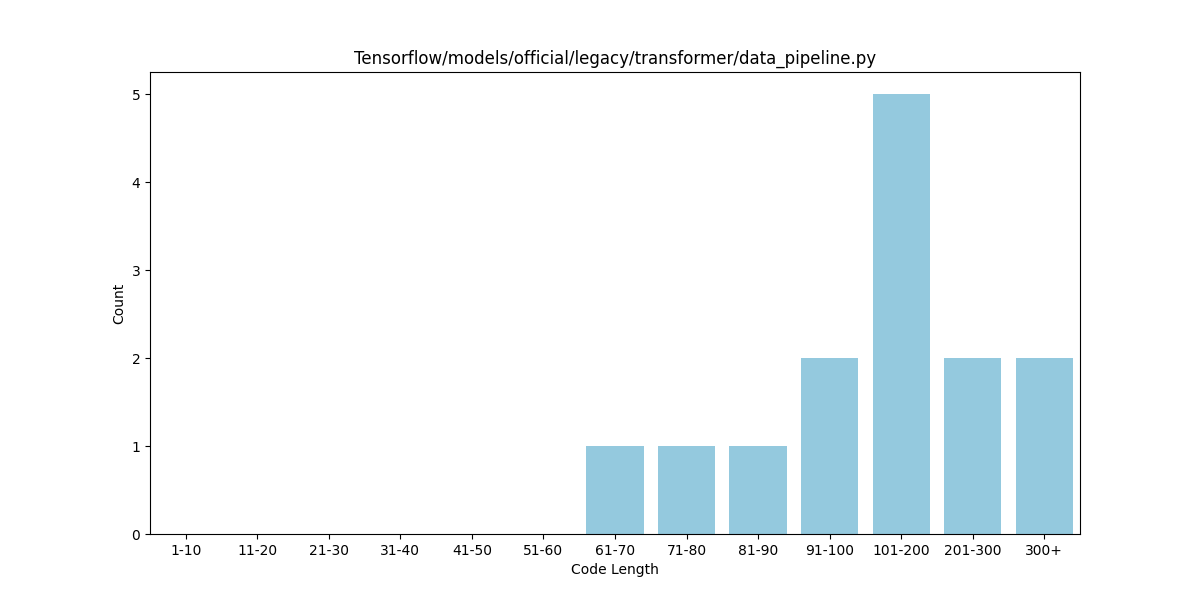 Tensorflow/models/official/legacy/transformer/data_pipeline.py
5
4
3
2
1
0
Count
1-10 11-20 21-30 31-40 41-50 51-60 61-70 71-80 81-90 91-100 101-200 201-300 300+
Code Length